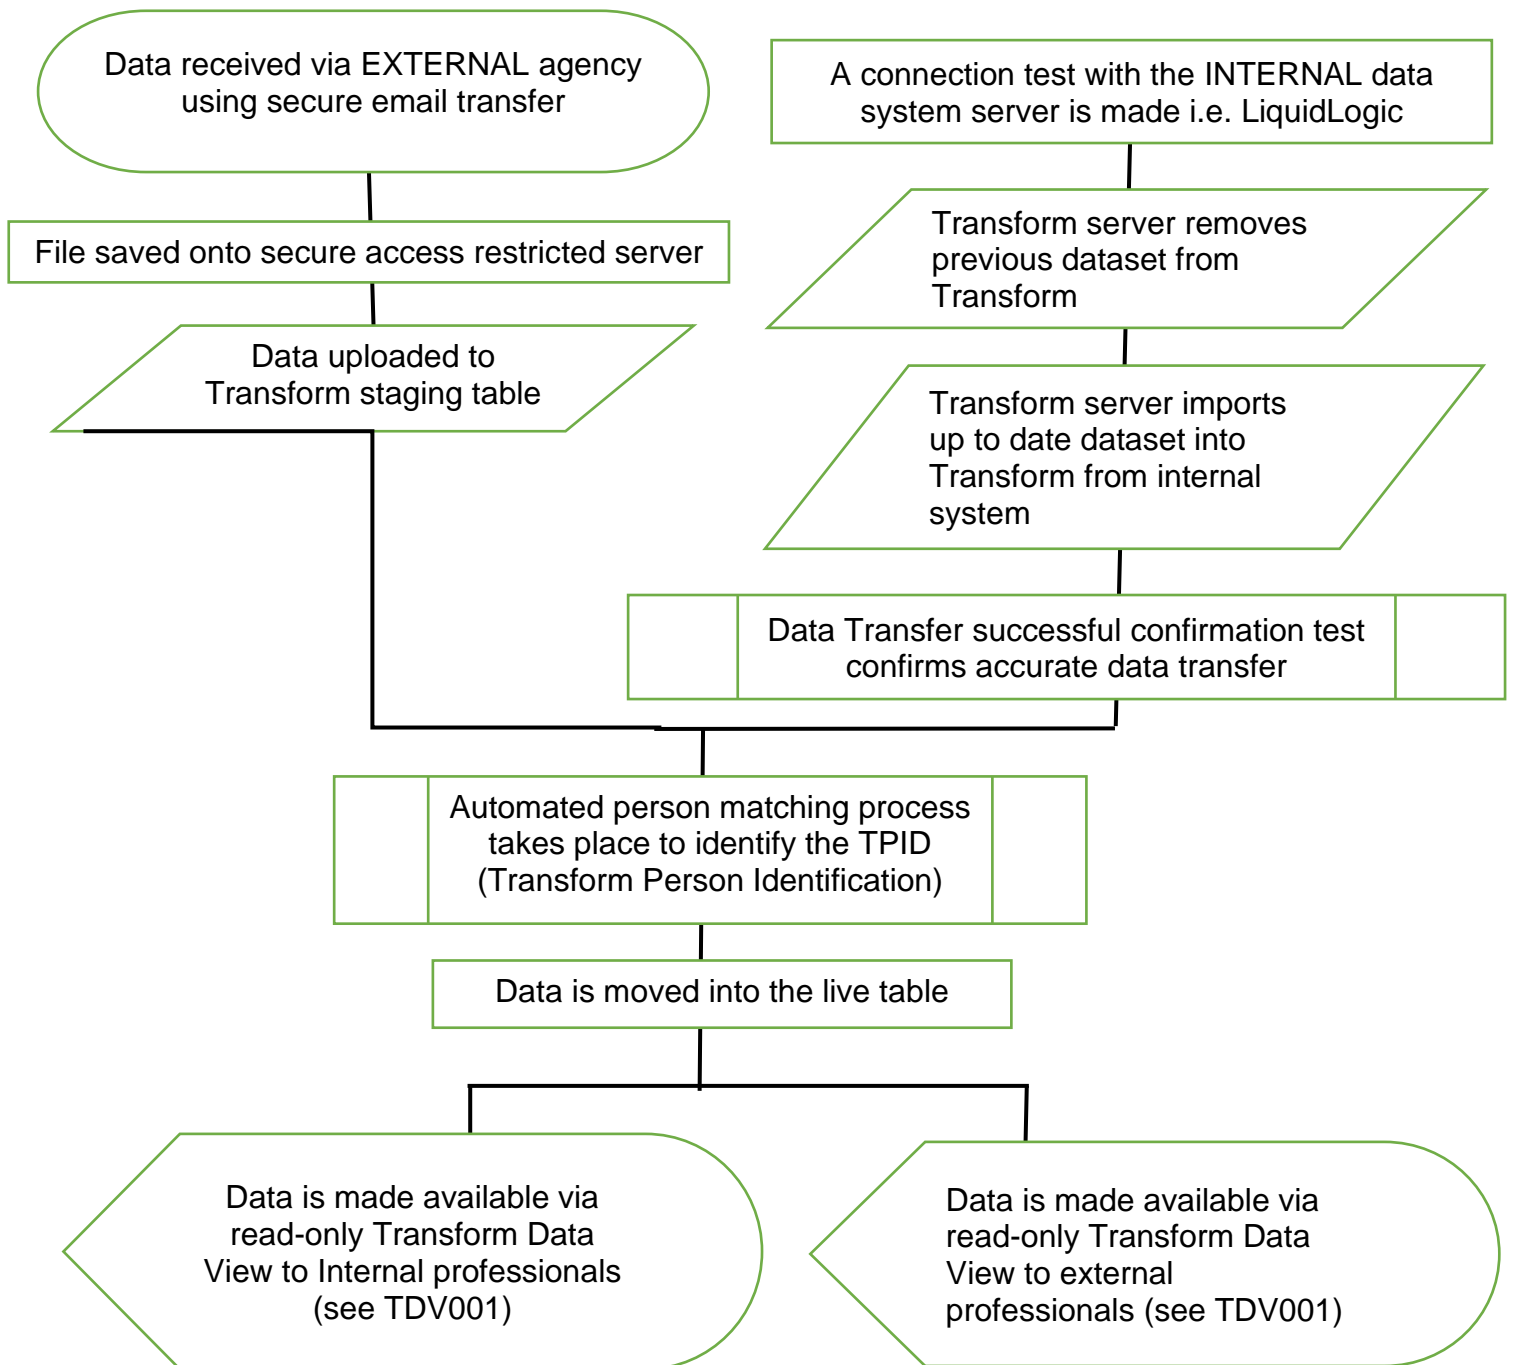 Data received via EXTERNAL agency
using secure email transfer
File saved onto secure access restricted server
Data uploaded to
Transform staging table
A connection test with the INTERNAL data
system server is made i.e. LiquidLogic
Transform server removes
previous dataset from
Transform
Transform server imports
up to date dataset into
Transform from internal
system
Data Transfer successful confirmation test
confirms accurate data transfer
Automated person matching process
takes place to identify the TPID
(Transform Person Identification)
Data is moved into the live table
Data is made available via
read-only Transform Data
View to Internal professionals
(see TDV001)
Data is made available via
read-only Transform Data
View to external
professionals (see TDV001)